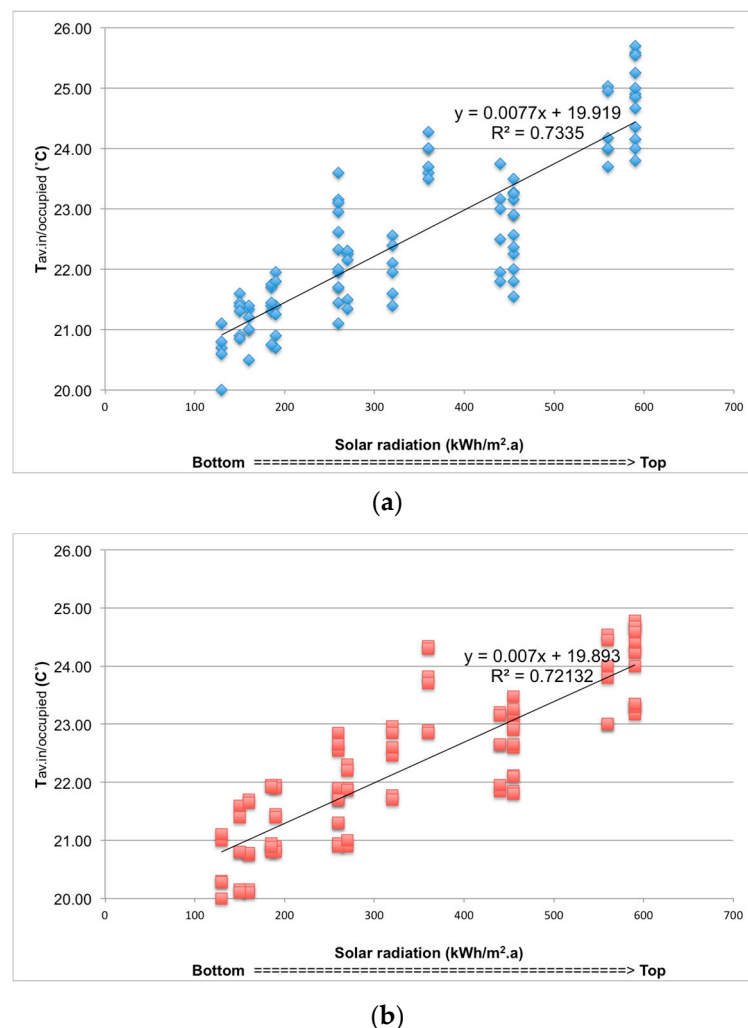 26.00
25.00
24.00
23.00
22.00
21.00
20.00
Tav.in/occupied (˚C)
y = 0.0077x + 19.919
R² = 0.7335
0 100 200 300 400 500 600 700
Solar radiation (kWh/m².a)
Bottom =========================================> Top
(a)
26.00
25.00
24.00
23.00
22.00
21.00
20.00
Tav.in/occupied (C˚)
y = 0.007x + 19.893
R² = 0.72132
0 100 200 300 400 500 600 700
Solar radiation (kWh/m².a)
Bottom =========================================> Top
(b)